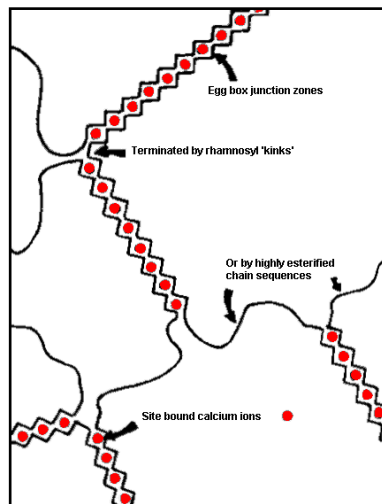 Egg box junction zones
Terminated by rhamnosyl 'kinks'
Or by highly esterified
chain sequences
Site bound calcium ions